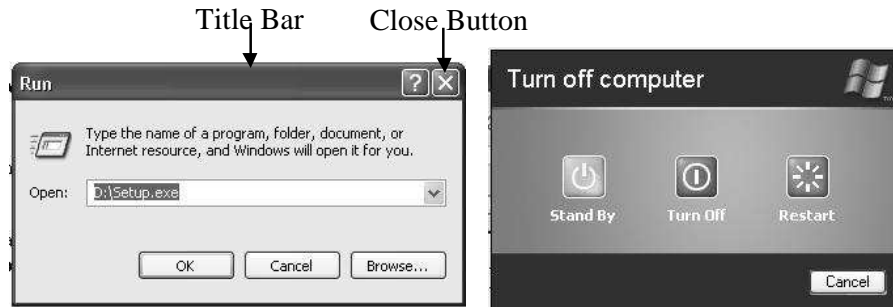 Title Bar
Close Button
Run
Type the name of a program, folder, document, or
Internet resource, and Windows will open it for you.
Open: D:\Setup.exe
OK Cancel Browse...
Turn off computer
Stand By Turn Off Restart
Cancel